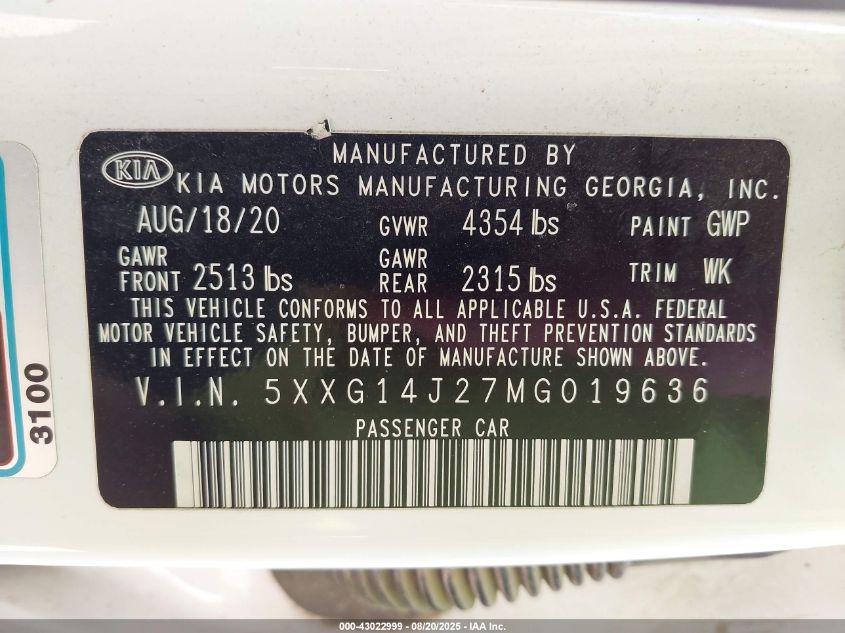 MANUFACTURED BY
KIA KIA MOTORS MANUFACTURING GEORGIA, INC.
AUG/18/20 GVWR 4354 lbs PAINT GWP
GAWR FRONT 2513 lbs GAWR REAR 2315 lbs TRIM WK
THIS VEHICLE CONFORMS TO ALL APPLICABLE U.S.A. FEDERAL
MOTOR VEHICLE SAFETY, BUMPER, AND THEFT PREVENTION STANDARDS
IN EFFECT ON THE DATE OF MANUFACTURE SHOWN ABOVE.
V.I.N. 5XXG14J27MG019636
PASSENGER CAR
3100
000-43022999 - 08/20/2025 - IAA Inc.